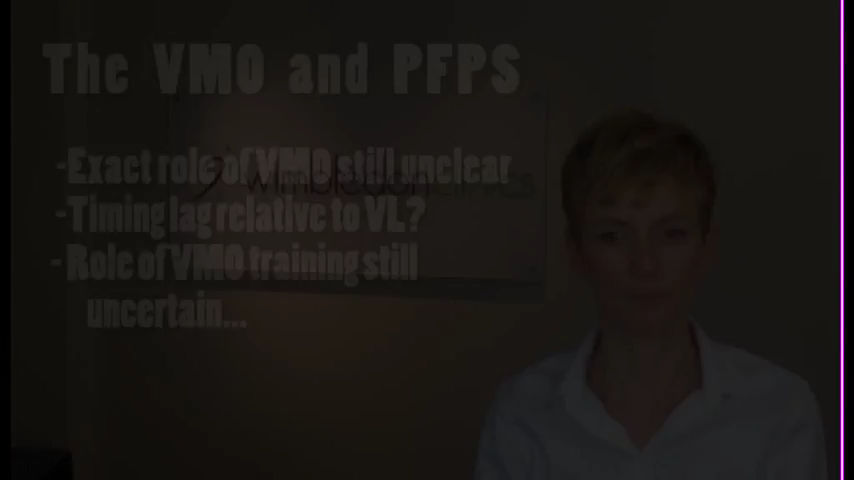 The VMO and PFPS
-Exact role of VMO still unclear
-Timing lag relative to VL?
- Role of VMO training still
uncertain...
wimbledonclinics